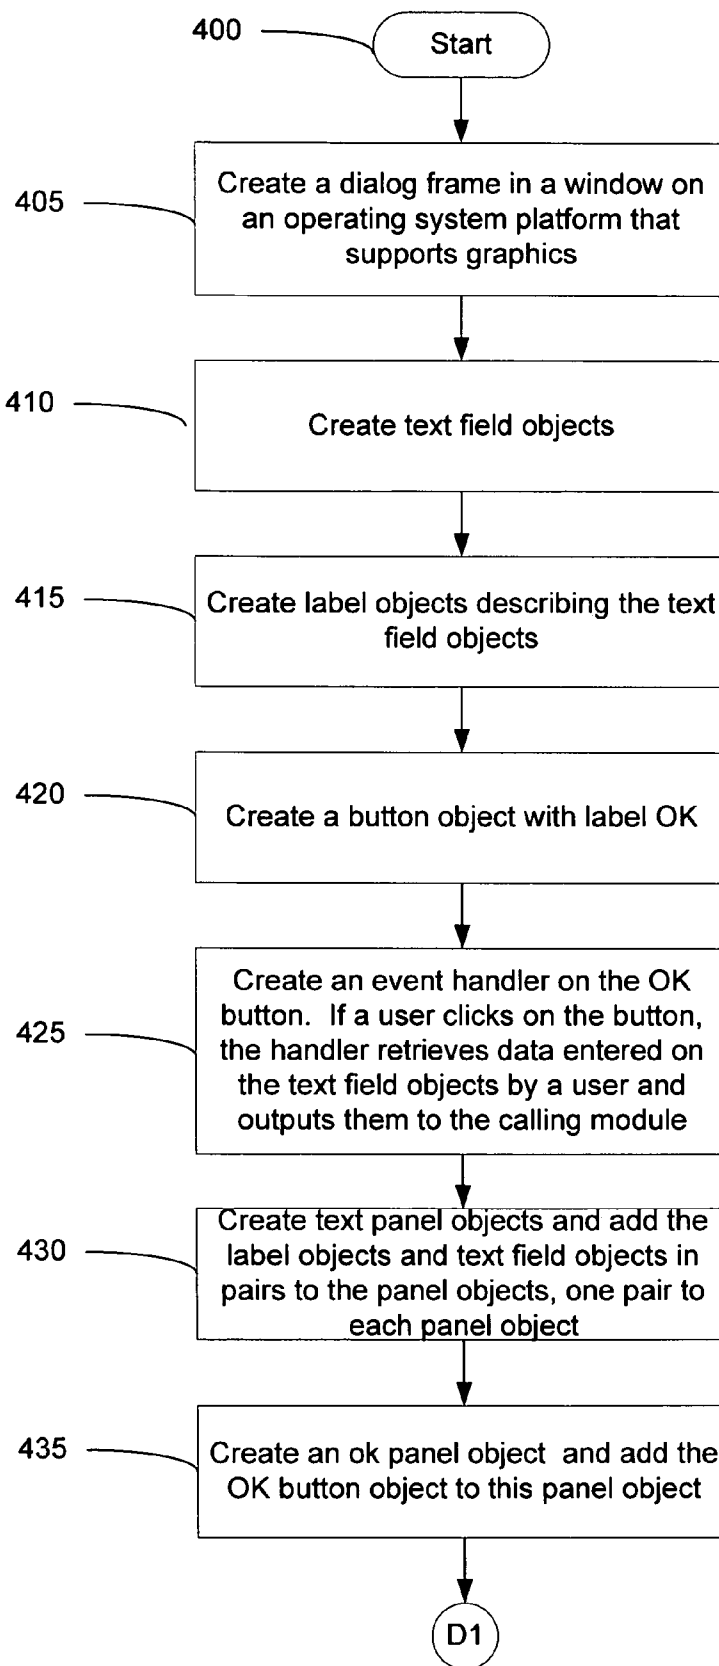 400
Start
405
Create a dialog frame in a window on
an operating system platform that
supports graphics
410
Create text field objects
415
Create label objects describing the text
field objects
420
Create a button object with label OK
425
Create an event handler on the OK
button.  If a user clicks on the button,
the handler retrieves data entered on
the text field objects by a user and
outputs them to the calling module
430
Create text panel objects and add the
label objects and text field objects in
pairs to the panel objects, one pair to
each panel object
435
Create an ok panel object  and add the
OK button object to this panel object
D1